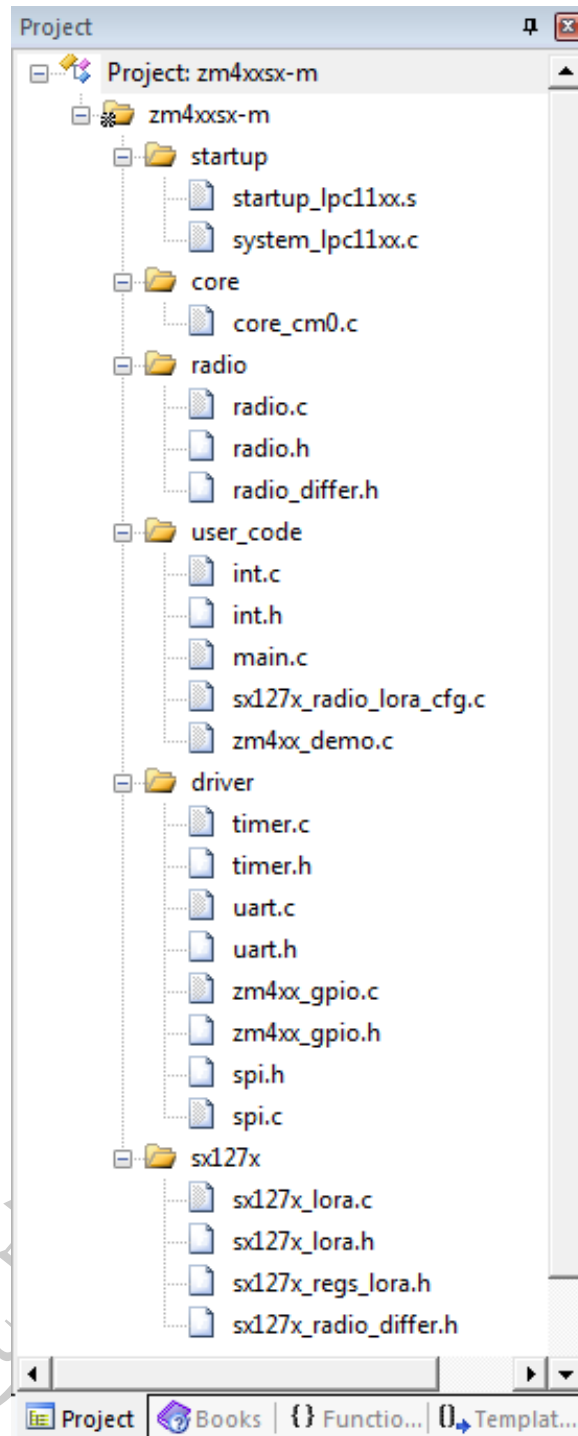 Project
Project: zm4xxsx-m
zm4xxsx-m
startup
startup_lpc11xx.s
system_lpc11xx.c
core
core_cm0.c
radio
radio.c
radio.h
radio_differ.h
user_code
int.c
int.h
main.c
sx127x_radio_lora_cfg.c
zm4xx_demo.c
driver
timer.c
timer.h
uart.c
uart.h
zm4xx_gpio.c
zm4xx_gpio.h
spi.h
spi.c
sx127x
sx127x_lora.c
sx127x_lora.h
sx127x_regs_lora.h
sx127x_radio_differ.h
Project Books {} Functio... 0 Templat...